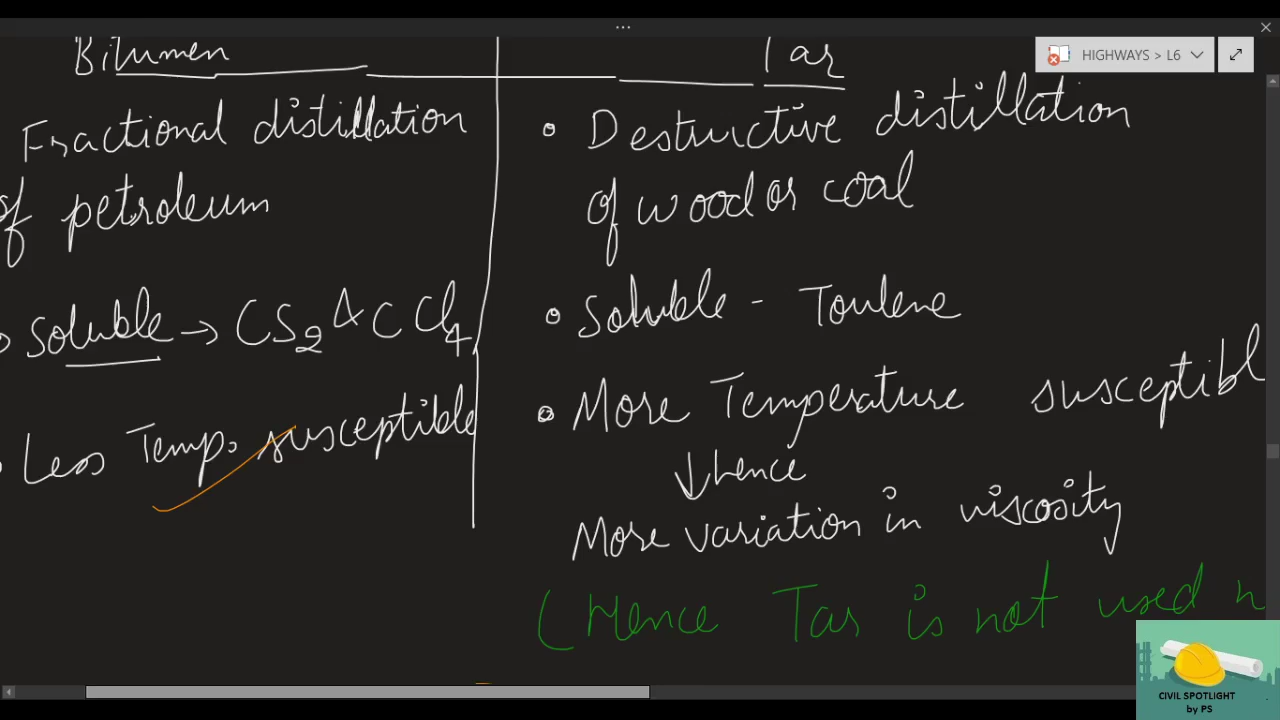 HIGHWAYS > L6
Bitumen
Fractional distillation
of petroleum
Soluble → CS2 & CCl4
Less Temp. susceptible
Tar
• Destructive distillation
of wood or coal
• Soluble - Toulene
• More Temperature susceptibl
↓ hence
More variation in viscosity
(Hence Tar is not used n
CIVIL SPOTLIGHT
by PS